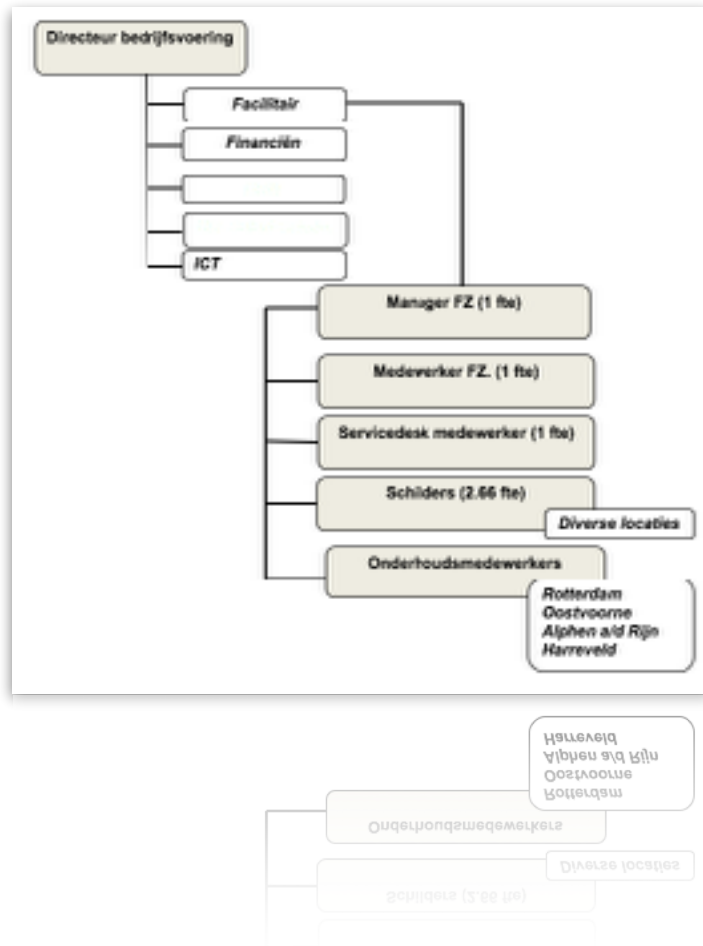 Directeur bedrijfsvoering
Facilitair
Financiën
ICT
Manager FZ (1 fte)
Medewerker FZ. (1 fte)
Servicedesk medewerker (1 fte)
Schilders (2.66 fte)
Diverse locaties
Onderhoudsmedewerkers
Rotterdam
Oostvoorne
Alphen a/d Rijn
Harreveld